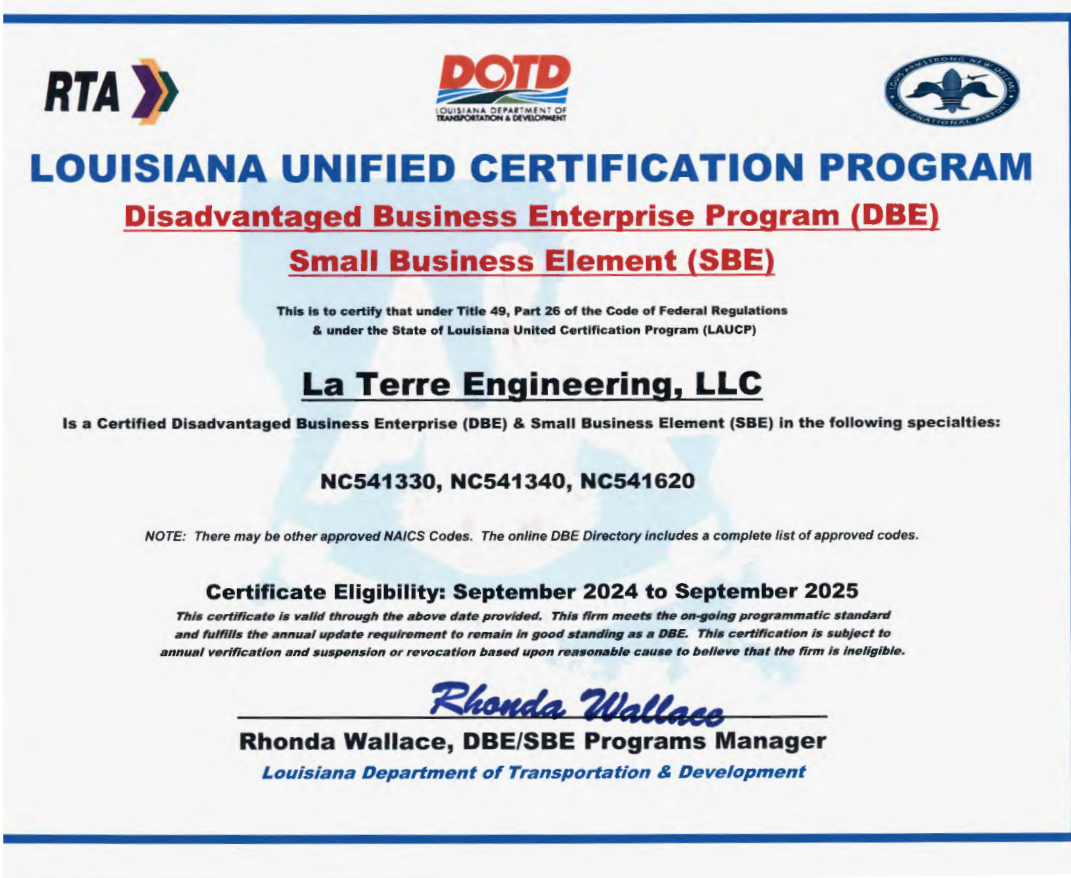 RTA
DOTD
LOUISIANA DEPARTMENT OF
TRANSPORTATION & DEVELOPMENT
LOUIS ARMSTRONG NEW ORLEANS
INTERNATIONAL AIRPORT
LOUISIANA UNIFIED CERTIFICATION PROGRAM
Disadvantaged Business Enterprise Program (DBE)
Small Business Element (SBE)
This is to certify that under Title 49, Part 26 of the Code of Federal Regulations
& under the State of Louisiana United Certification Program (LAUCP)
La Terre Engineering, LLC
Is a Certified Disadvantaged Business Enterprise (DBE) & Small Business Element (SBE) in the following specialties:
NC541330, NC541340, NC541620
NOTE: There may be other approved NAICS Codes. The online DBE Directory includes a complete list of approved codes.
Certificate Eligibility: September 2024 to September 2025
This certificate is valid through the above date provided. This firm meets the on-going programmatic standard
and fulfills the annual update requirement to remain in good standing as a DBE. This certification is subject to
annual verification and suspension or revocation based upon reasonable cause to believe that the firm is ineligible.
Rhonda Wallace
Rhonda Wallace, DBE/SBE Programs Manager
Louisiana Department of Transportation & Development